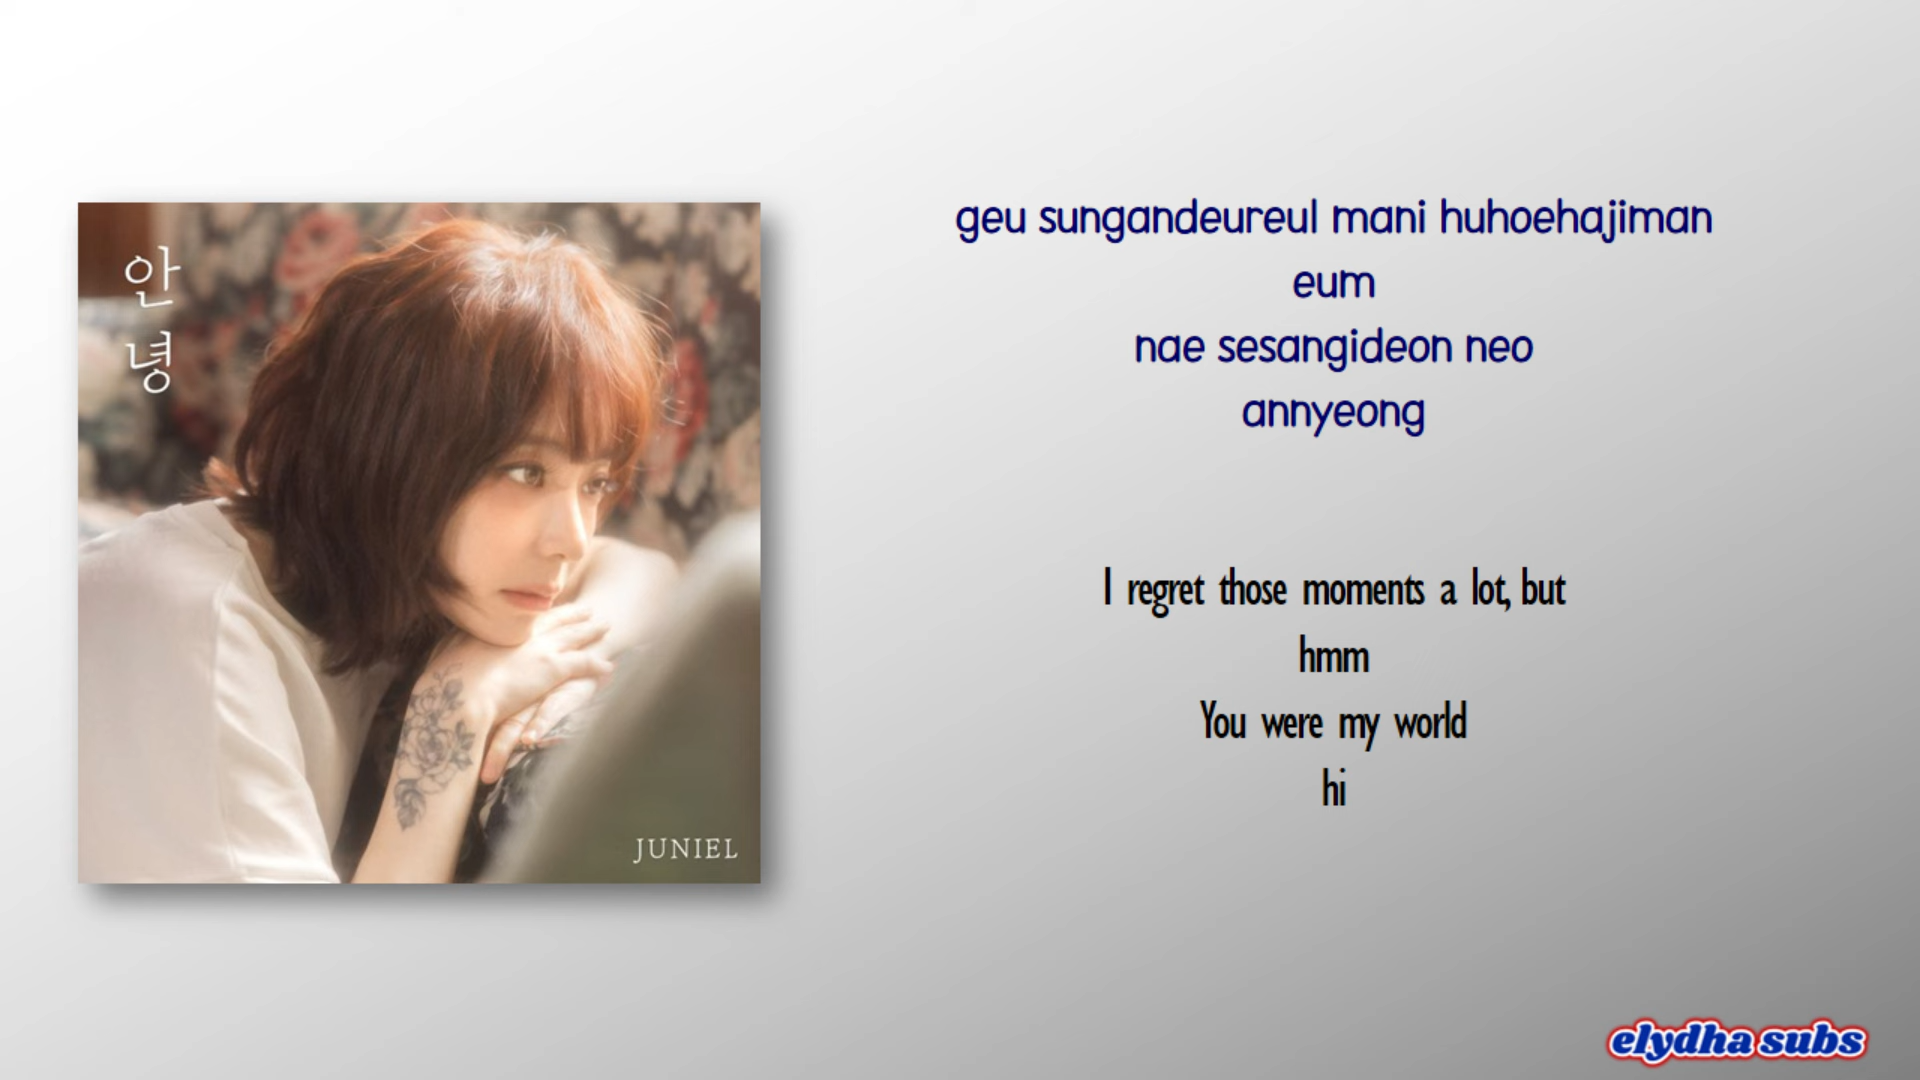 안녕
JUNIEL
geu sungandeureul mani huhoehajiman
eum
nae sesangideon neo
annyeong
I regret those moments a lot, but
hmm
You were my world
hi
elydha subs